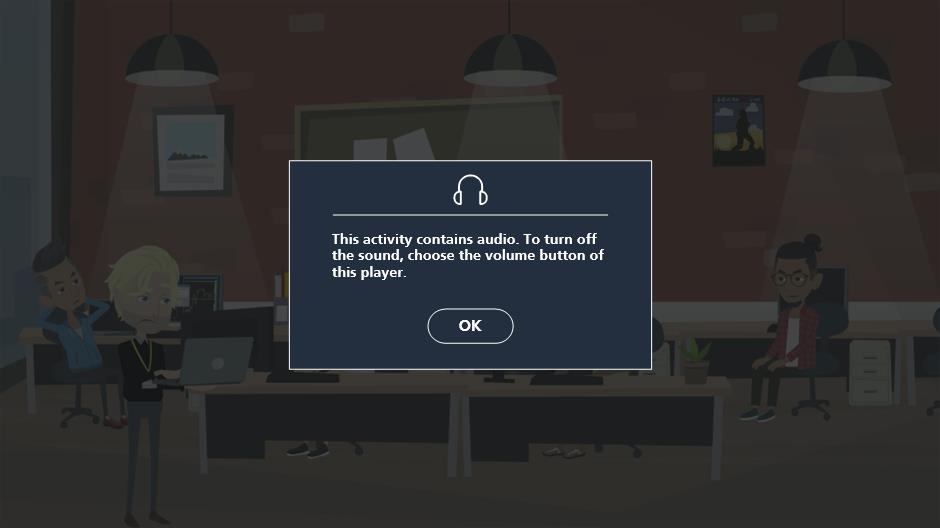 This activity contains audio. To turn off
the sound, choose the volume button of
this player.
OK